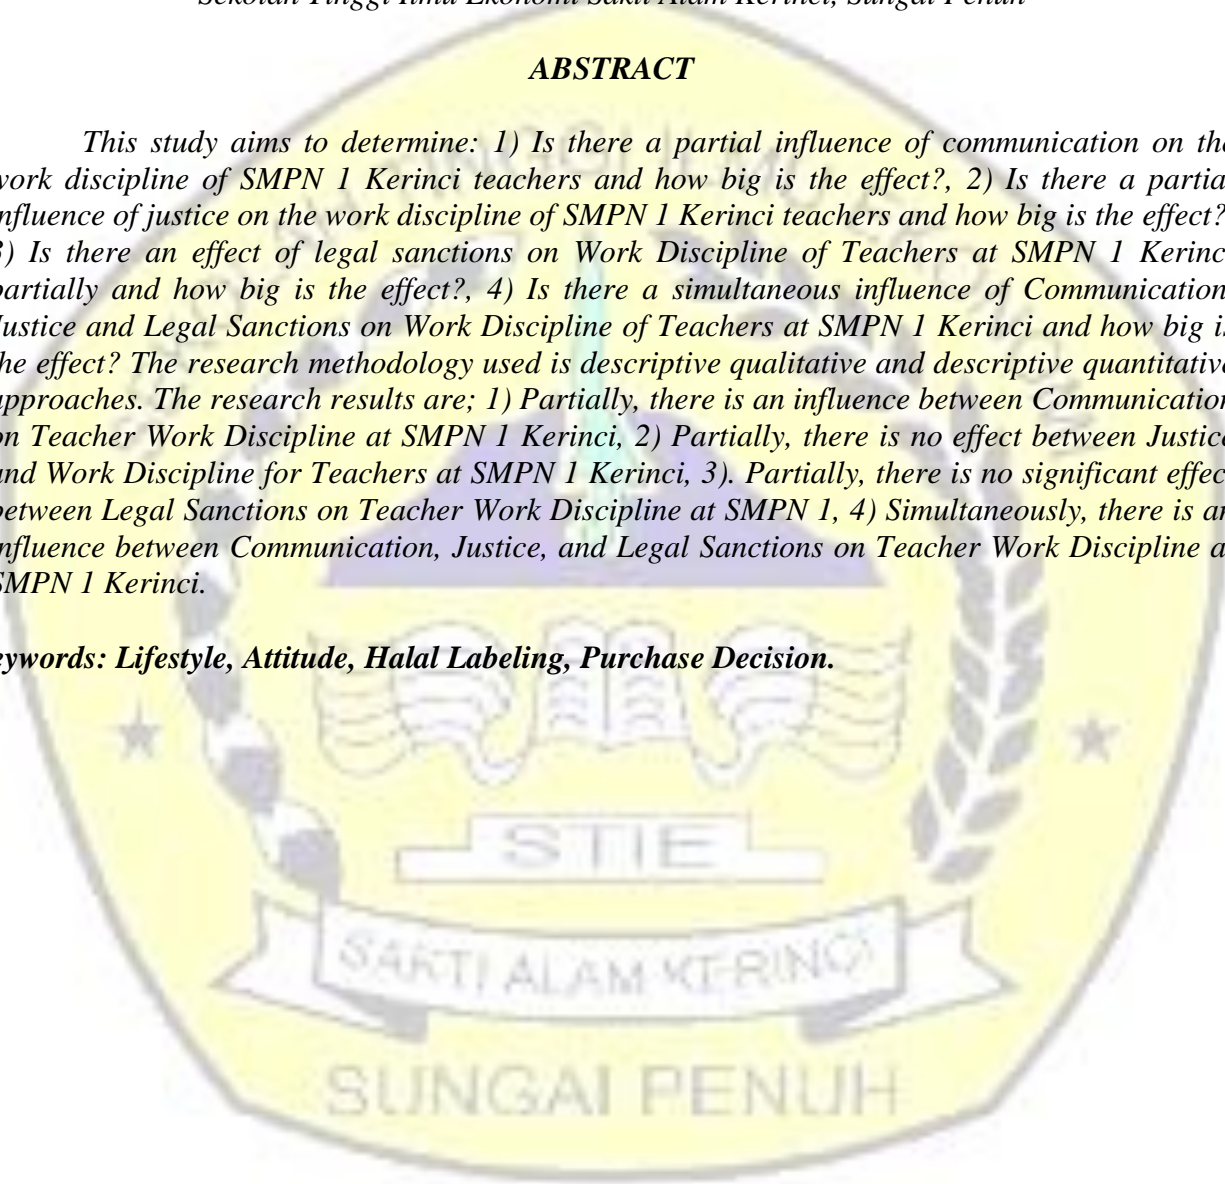 Sekolah Tinggi Ilmu Ekonomi Sakti Alam Kerinci, Sungai Penuh
ABSTRACT
This study aims to determine: 1) Is there a partial influence of communication on the
work discipline of SMPN 1 Kerinci teachers and how big is the effect?, 2) Is there a partial
influence of justice on the work discipline of SMPN 1 Kerinci teachers and how big is the effect?
3) Is there an effect of legal sanctions on Work Discipline of Teachers at SMPN 1 Kerinci
partially and how big is the effect?, 4) Is there a simultaneous influence of Communication,
Justice and Legal Sanctions on Work Discipline of Teachers at SMPN 1 Kerinci and how big is
the effect? The research methodology used is descriptive qualitative and descriptive quantitative
approaches. The research results are; 1) Partially, there is an influence between Communication
on Teacher Work Discipline at SMPN 1 Kerinci, 2) Partially, there is no effect between Justice
and Work Discipline for Teachers at SMPN 1 Kerinci, 3). Partially, there is no significant effect
between Legal Sanctions on Teacher Work Discipline at SMPN 1, 4) Simultaneously, there is an
influence between Communication, Justice, and Legal Sanctions on Teacher Work Discipline at
SMPN 1 Kerinci.
eywords: Lifestyle, Attitude, Halal Labeling, Purchase Decision.
STIE
SAKTI ALAM KERINCI
SUNGAI PENUH